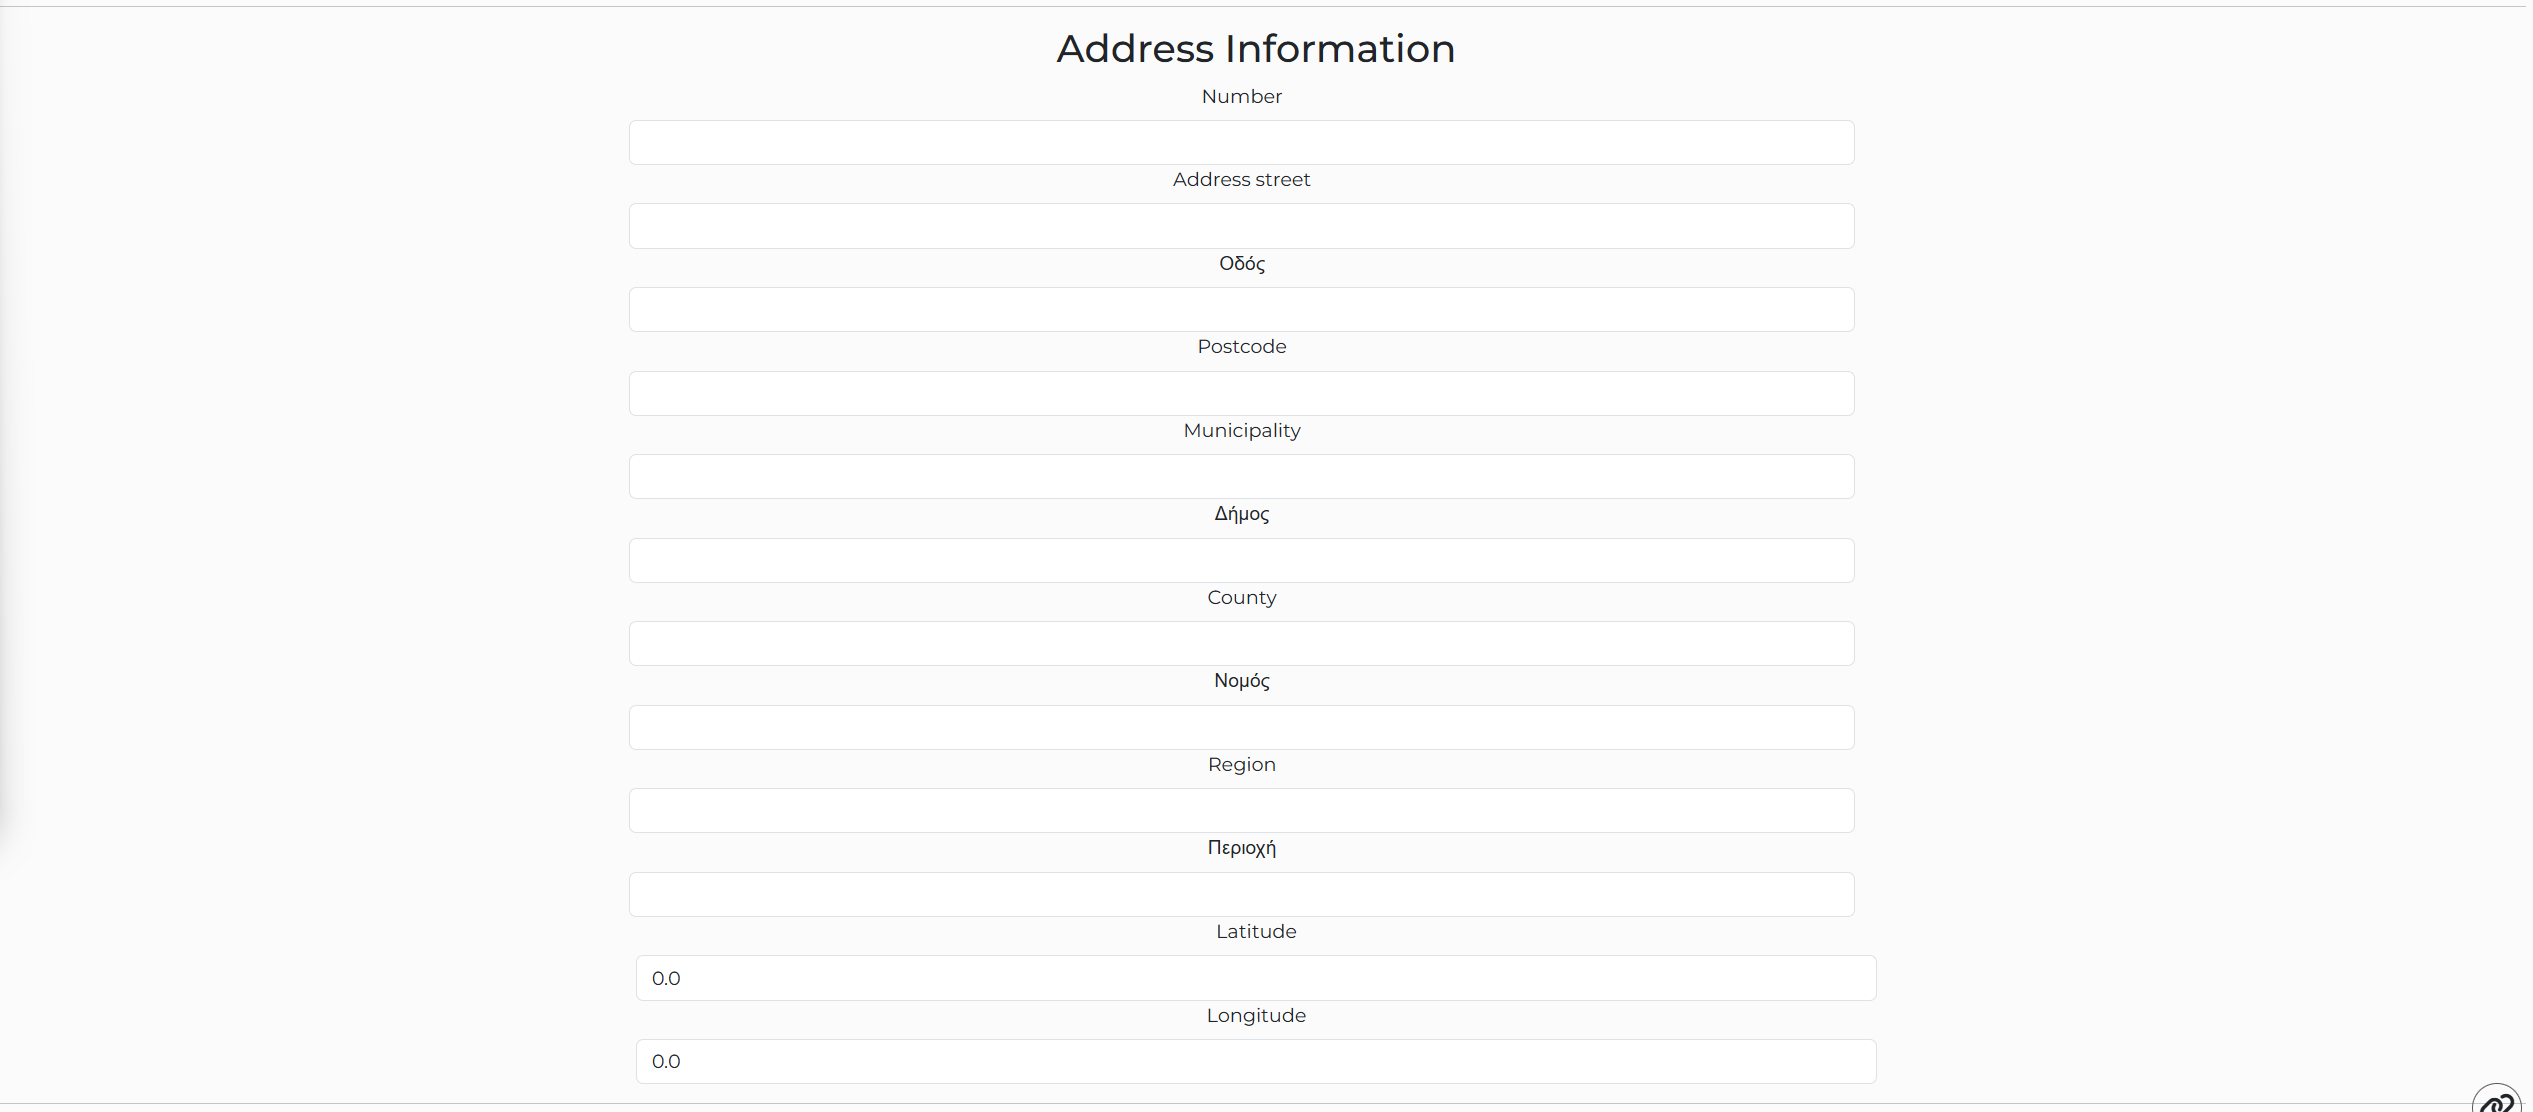 Address Information
Number
Address street
Οδός
Postcode
Municipality
Δήμος
County
Νομός
Region
Περιοχή
Latitude
0.0
Longitude
0.0